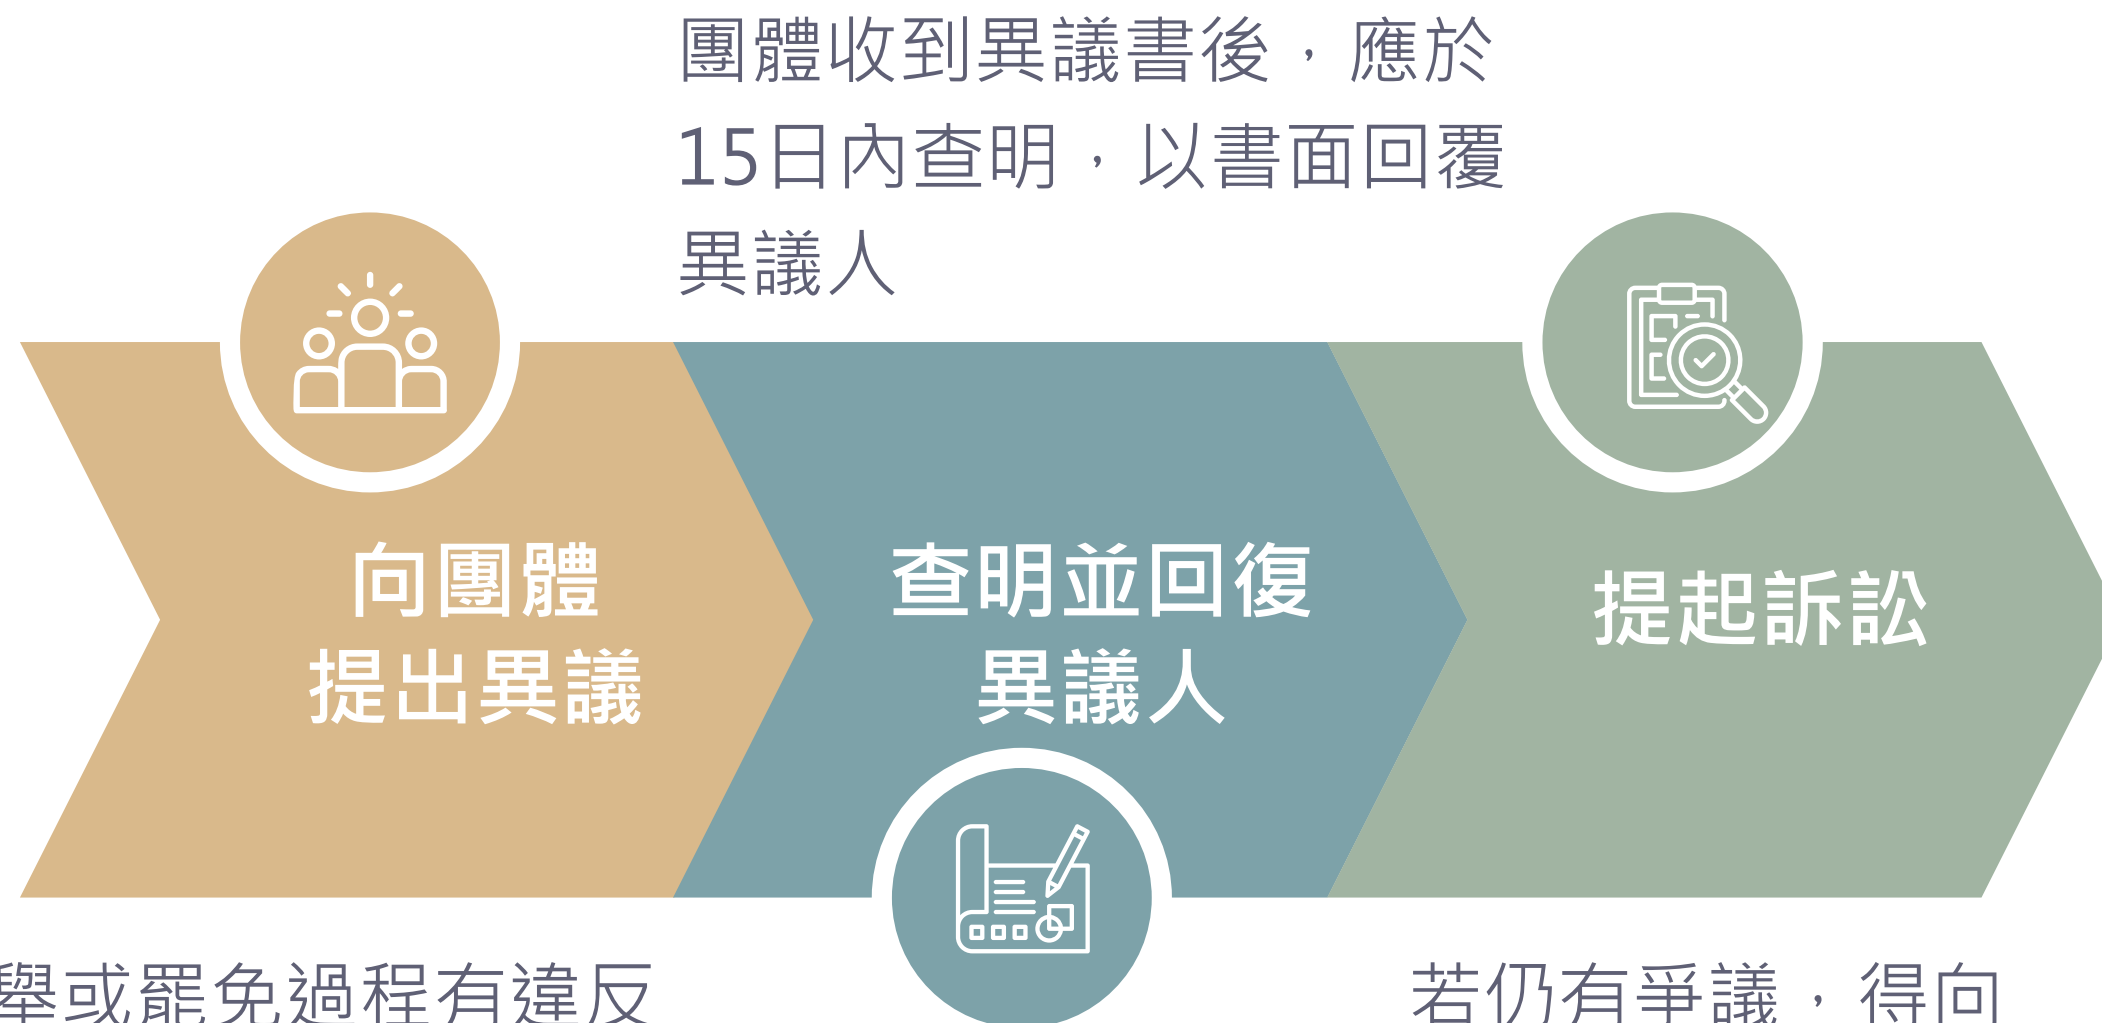 團體收到異議書後，應於
15日內查明，以書面回覆
異議人
向團體
提出異議
查明並回復
異議人
提起訴訟
舉或罷免過程有違反
若仍有爭議，得向